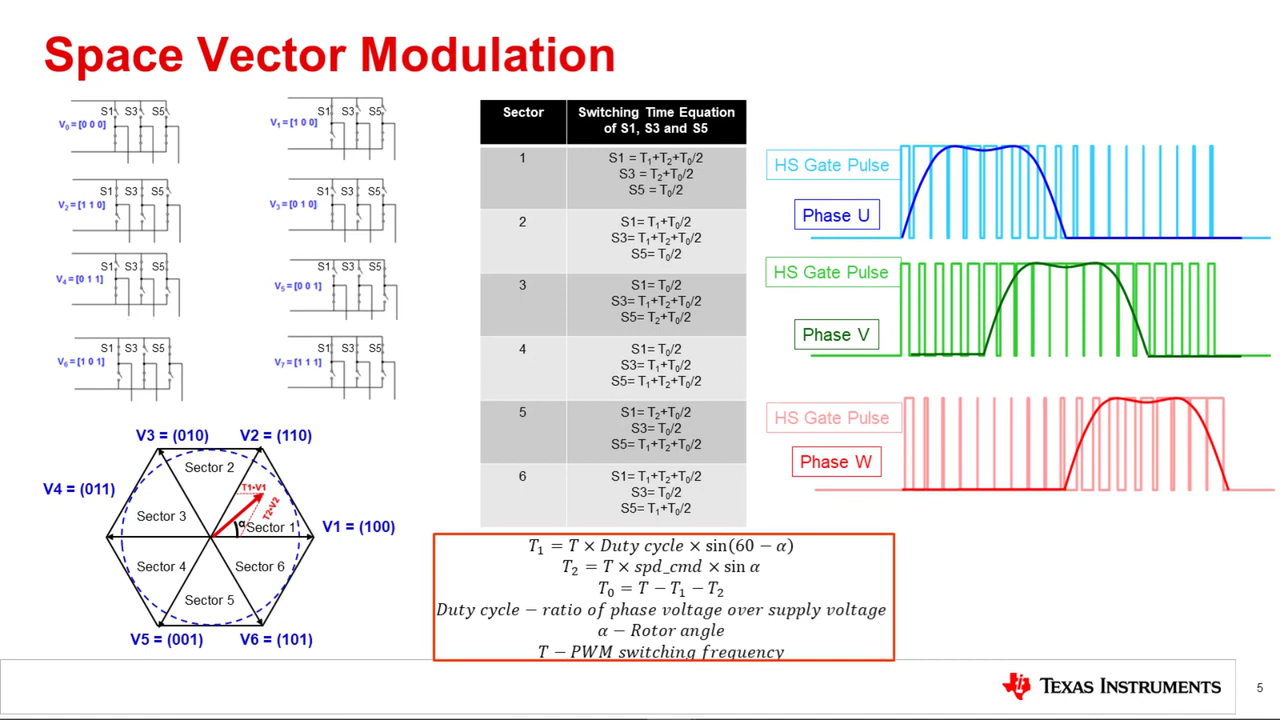 Space Vector Modulation
S1 S3 S5
V₀ = [0 0 0]
S1 S3 S5
V₁ = [1 0 0]
S1 S3 S5
V₂ = [1 1 0]
S1 S3 S5
V₃ = [0 1 0]
S1 S3 S5
V₄ = [0 1 1]
S1 S3 S5
V₅ = [0 0 1]
S1 S3 S5
V₆ = [1 0 1]
S1 S3 S5
V₇ = [1 1 1]
V3 = (010) V2 = (110)
Sector 2
V4 = (011)
T1•V1
T2•V2
Sector 3
α
Sector 1
V1 = (100)
Sector 4
Sector 6
Sector 5
V5 = (001) V6 = (101)
Sector
Switching Time Equation
of S1, S3 and S5
1
S1 = T₁+T₂+T₀/2
S3 = T₂+T₀/2
S5 = T₀/2
2
S1= T₁+T₀/2
S3= T₁+T₂+T₀/2
S5= T₀/2
3
S1= T₀/2
S3= T₁+T₂+T₀/2
S5= T₂+T₀/2
4
S1= T₀/2
S3= T₁+T₀/2
S5= T₁+T₂+T₀/2
5
S1= T₂+T₀/2
S3= T₀/2
S5= T₁+T₂+T₀/2
6
S1= T₁+T₂+T₀/2
S3= T₀/2
S5= T₁+T₀/2
T₁ = T × Duty cycle × sin(60 − α)
T₂ = T × spd_cmd × sin α
T₀ = T − T₁ − T₂
Duty cycle − ratio of phase voltage over supply voltage
α − Rotor angle
T − PWM switching frequency
HS Gate Pulse
Phase U
HS Gate Pulse
Phase V
HS Gate Pulse
Phase W
TEXAS INSTRUMENTS
5